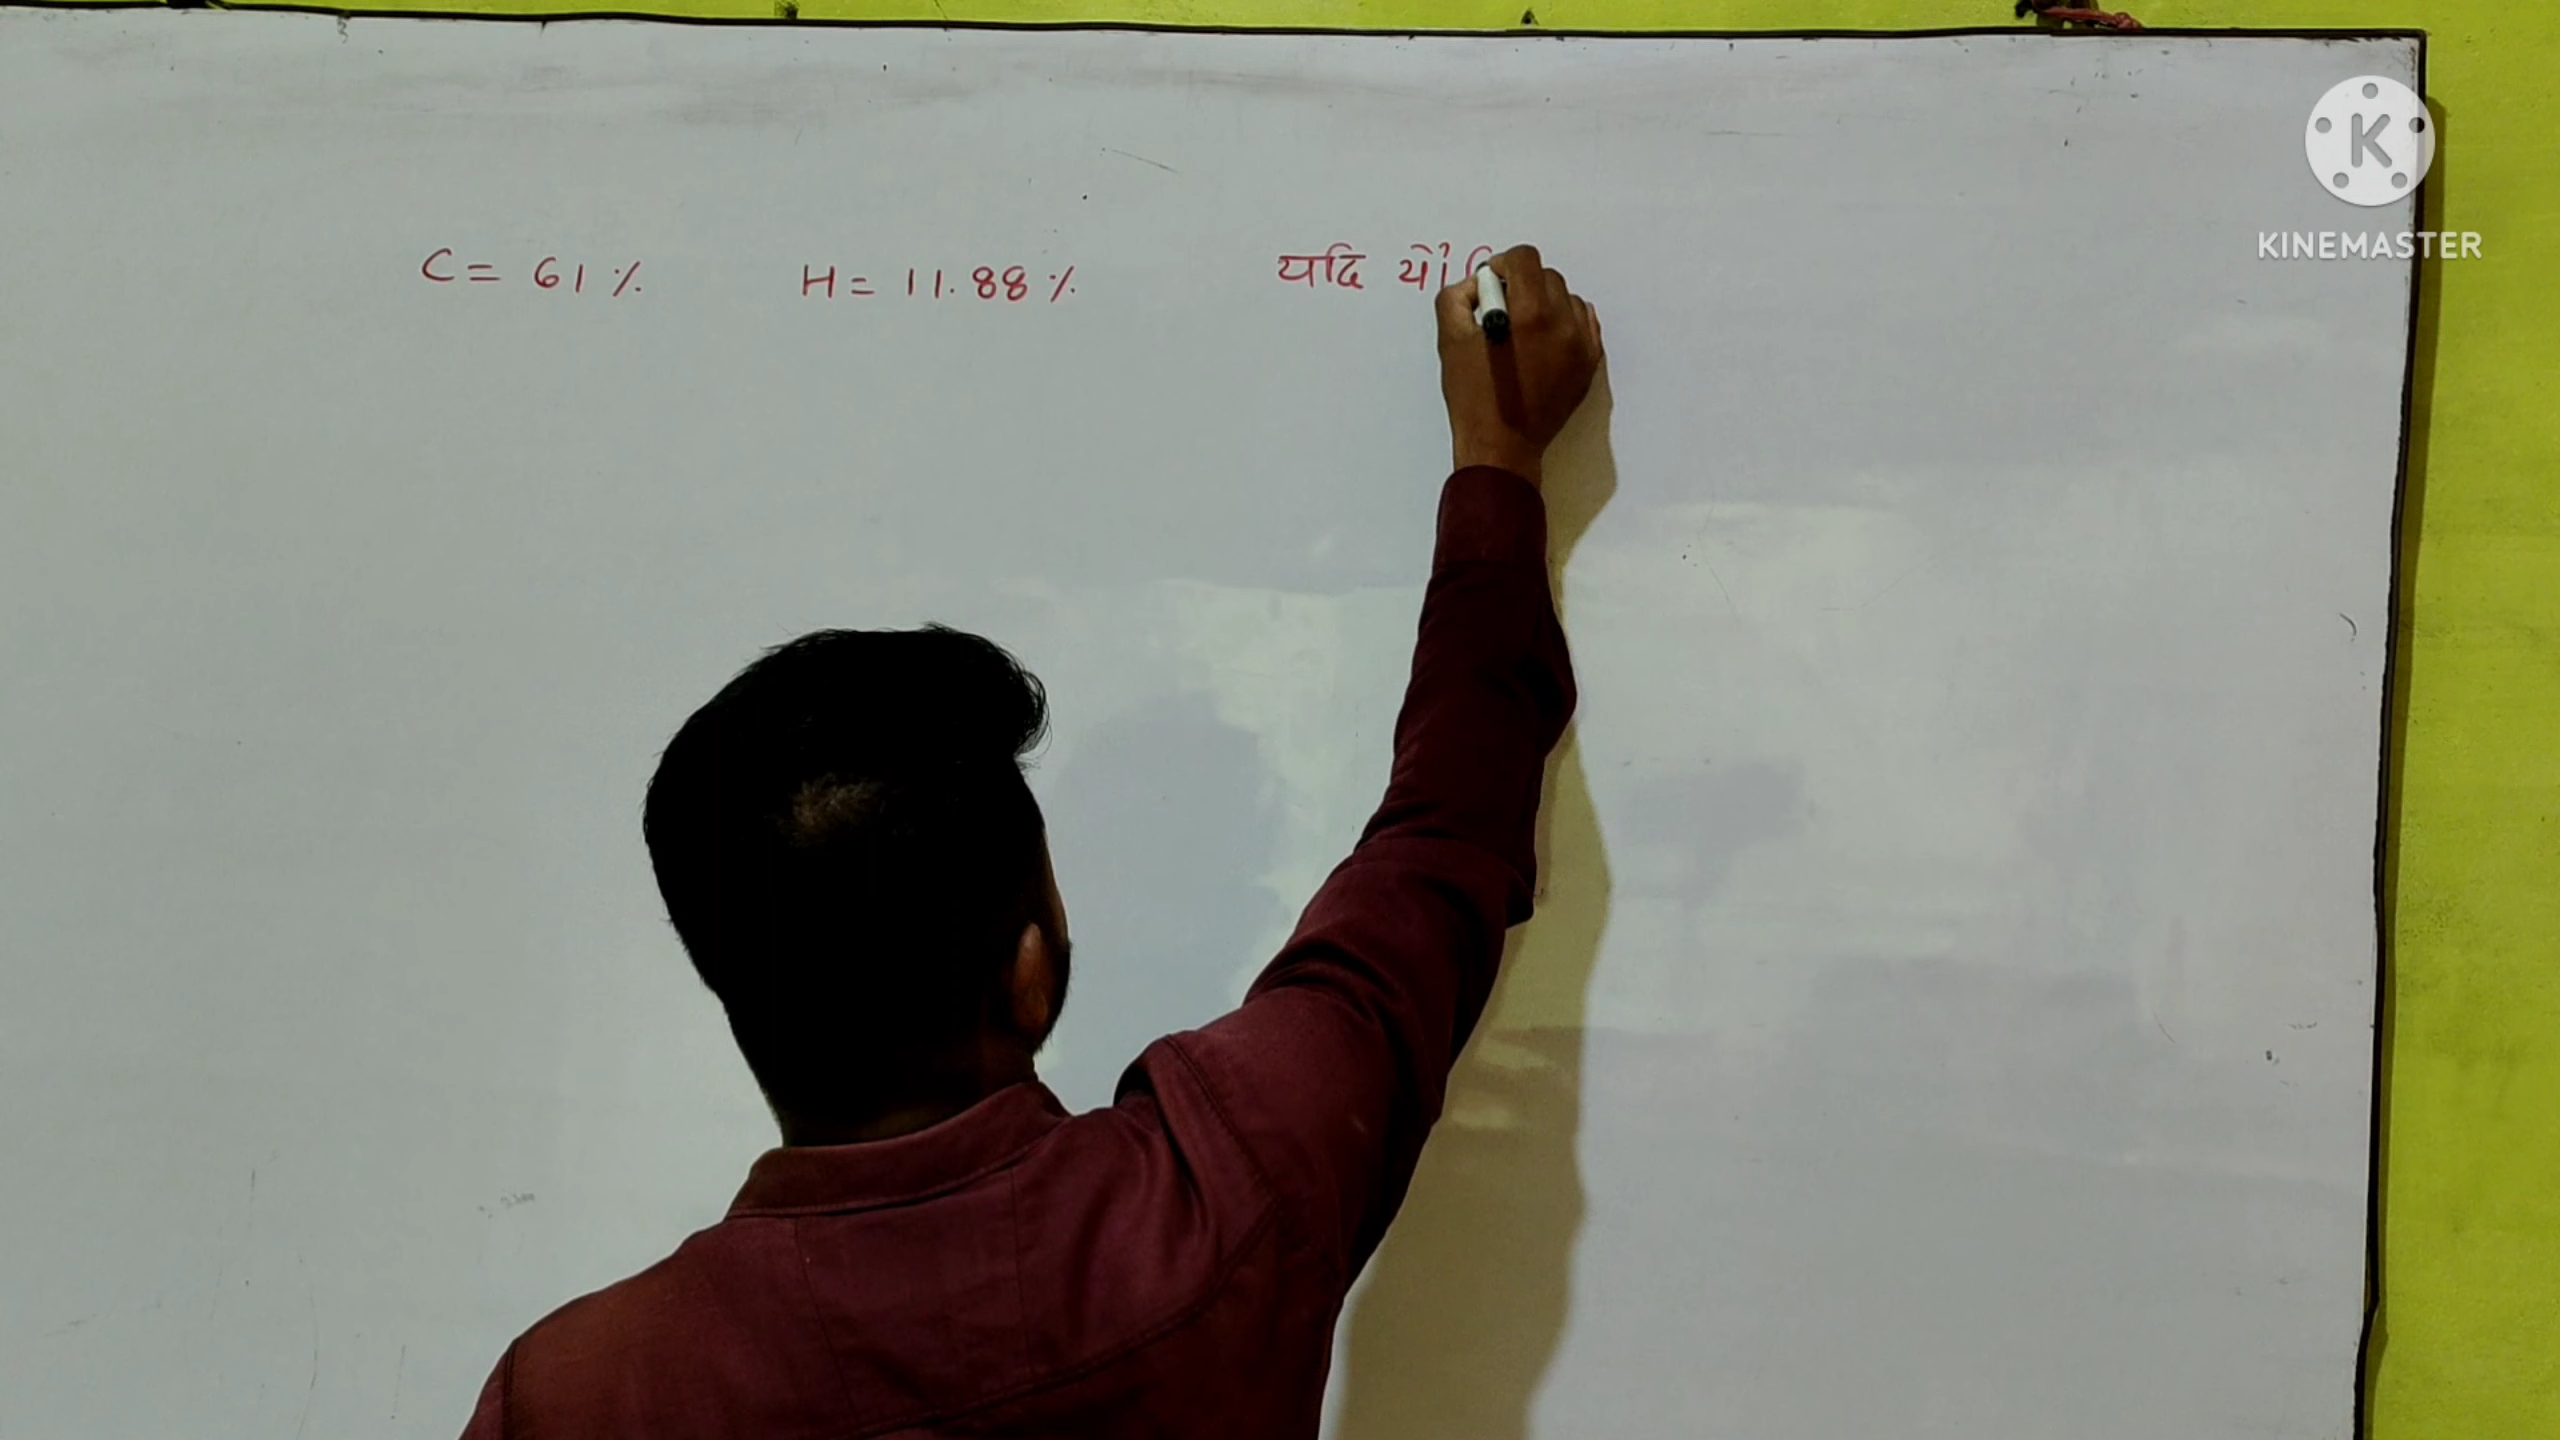 C = 61 % H = 11.88 % यदि
K
KINEMASTER